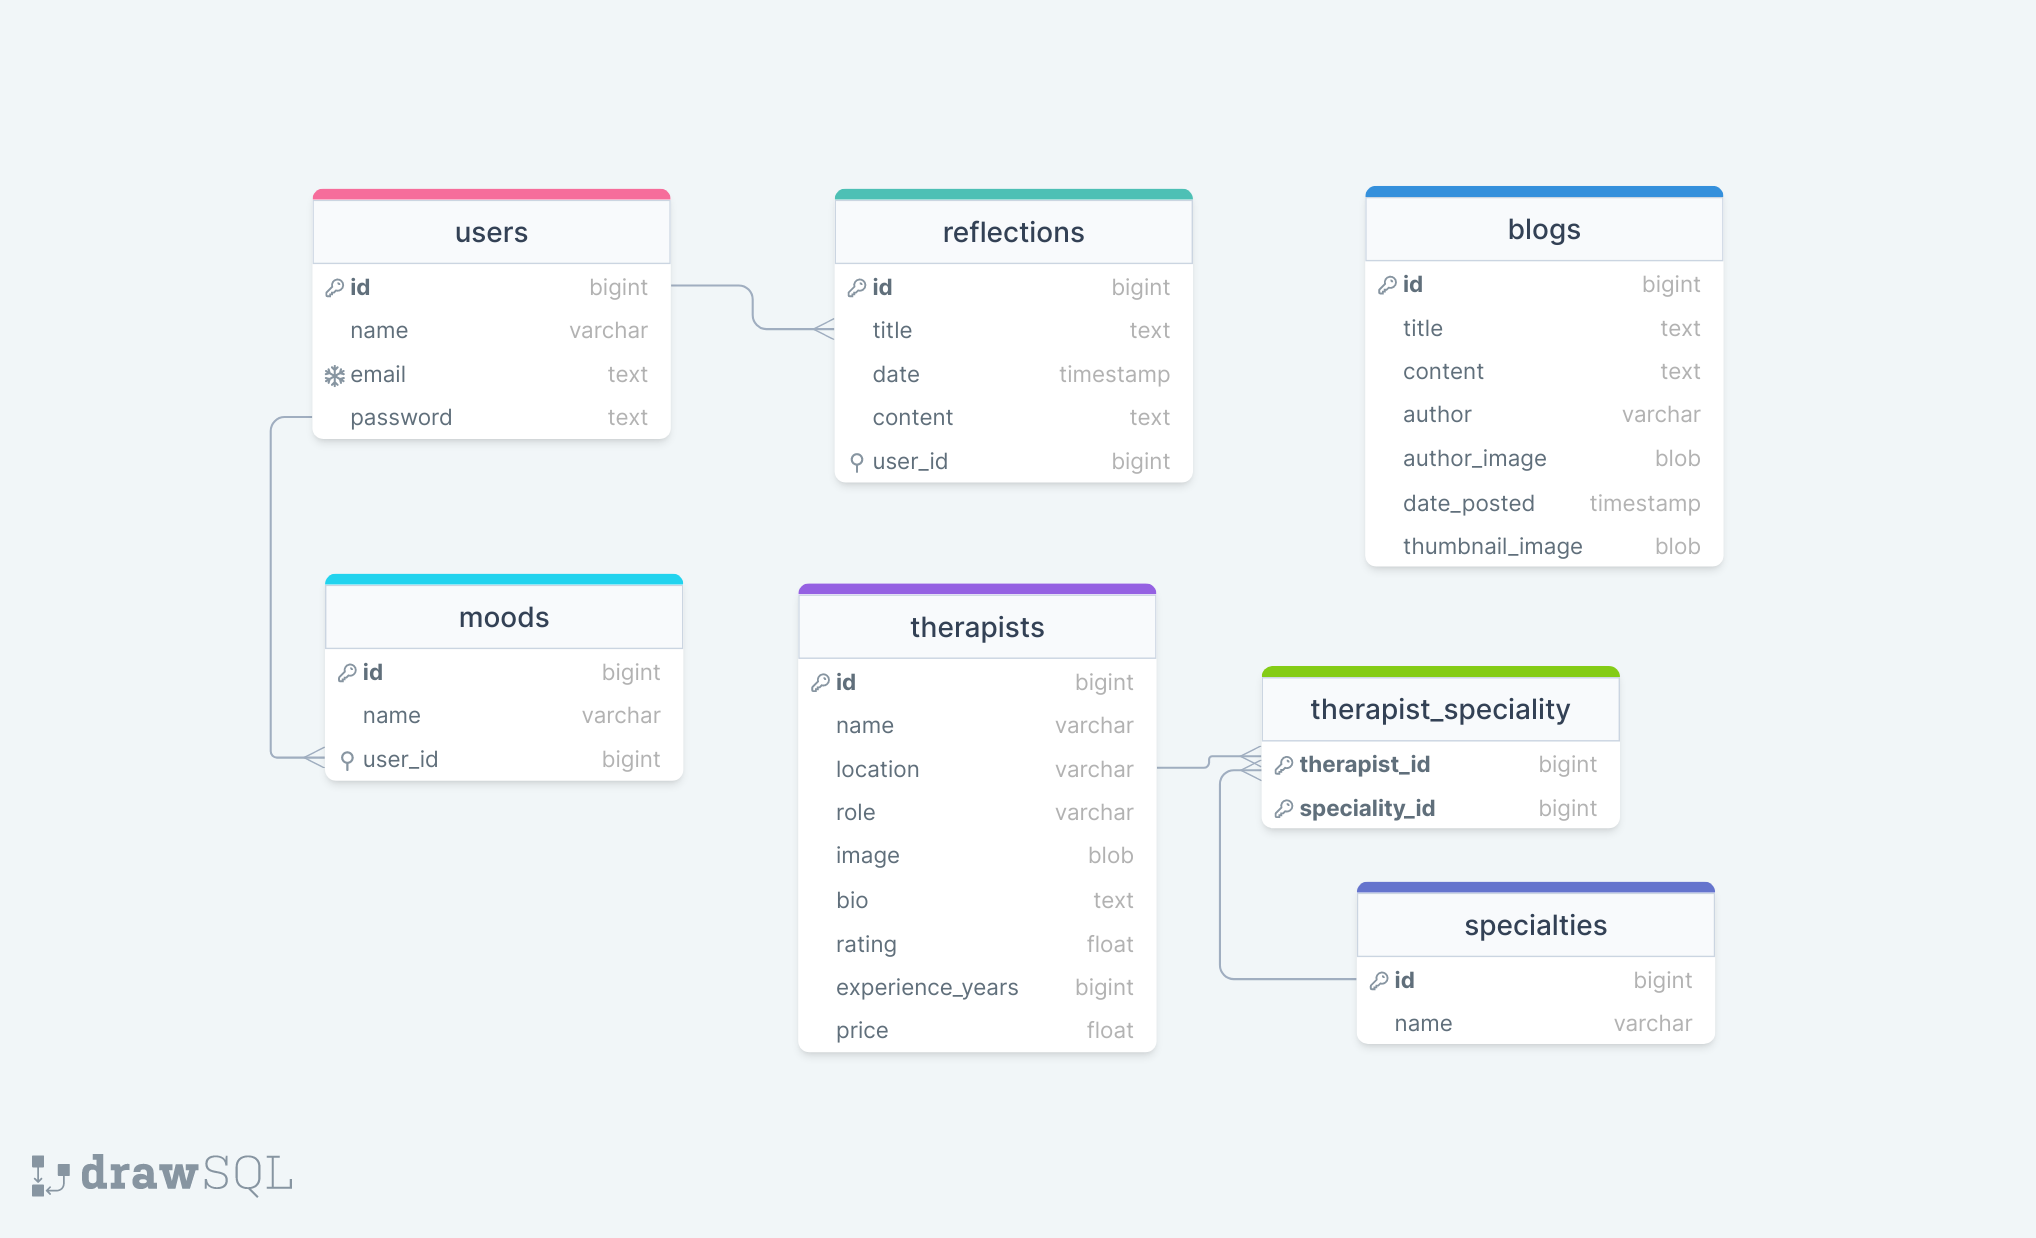 users
id bigint
name varchar
email text
password text
reflections
id bigint
title text
date timestamp
content text
user_id bigint
blogs
id bigint
title text
content text
author varchar
author_image blob
date_posted timestamp
thumbnail_image blob
moods
id bigint
name varchar
user_id bigint
therapists
id bigint
name varchar
location varchar
role varchar
image blob
bio text
rating float
experience_years bigint
price float
therapist_speciality
therapist_id bigint
speciality_id bigint
specialties
id bigint
name varchar
drawSQL